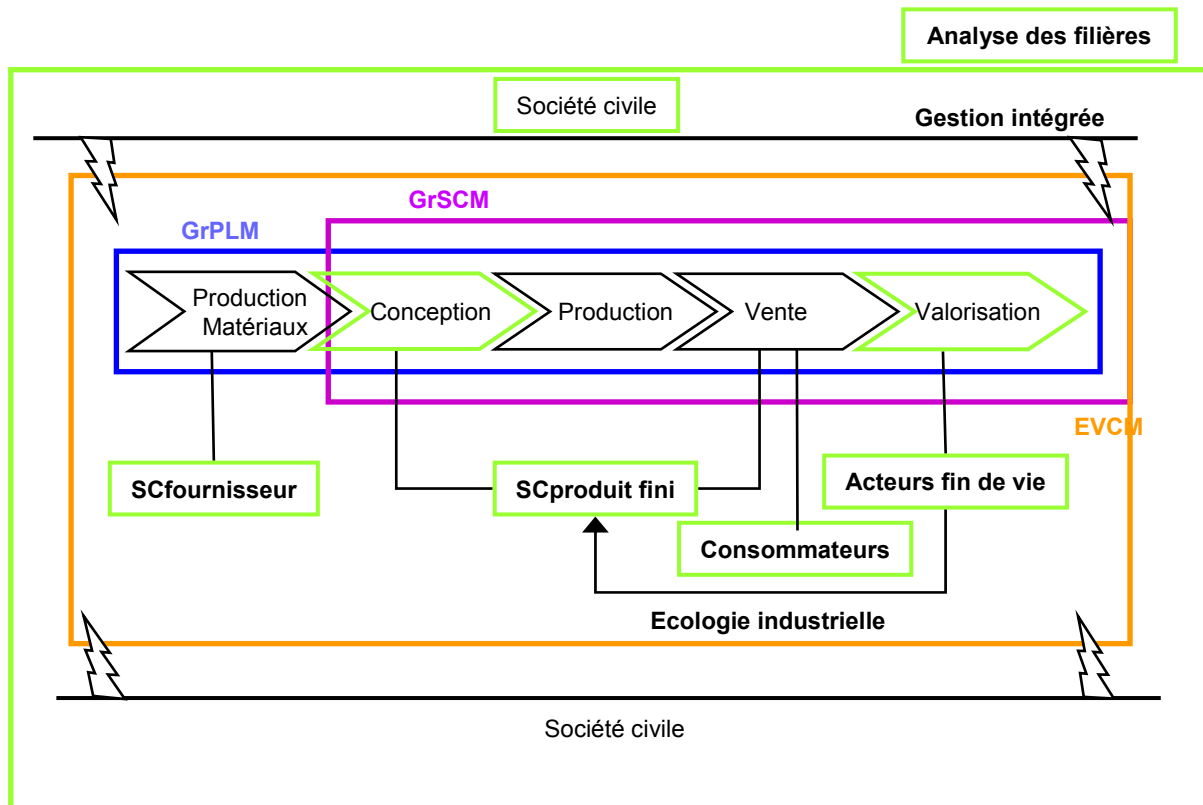 Analyse des filières
Société civile
Gestion intégrée
GrSCM
GrPLM
Production
Matériaux
Conception
Production
Vente
Valorisation
EVCM
SCfournisseur
SCproduit fini
Acteurs fin de vie
Consommateurs
Ecologie industrielle
Société civile